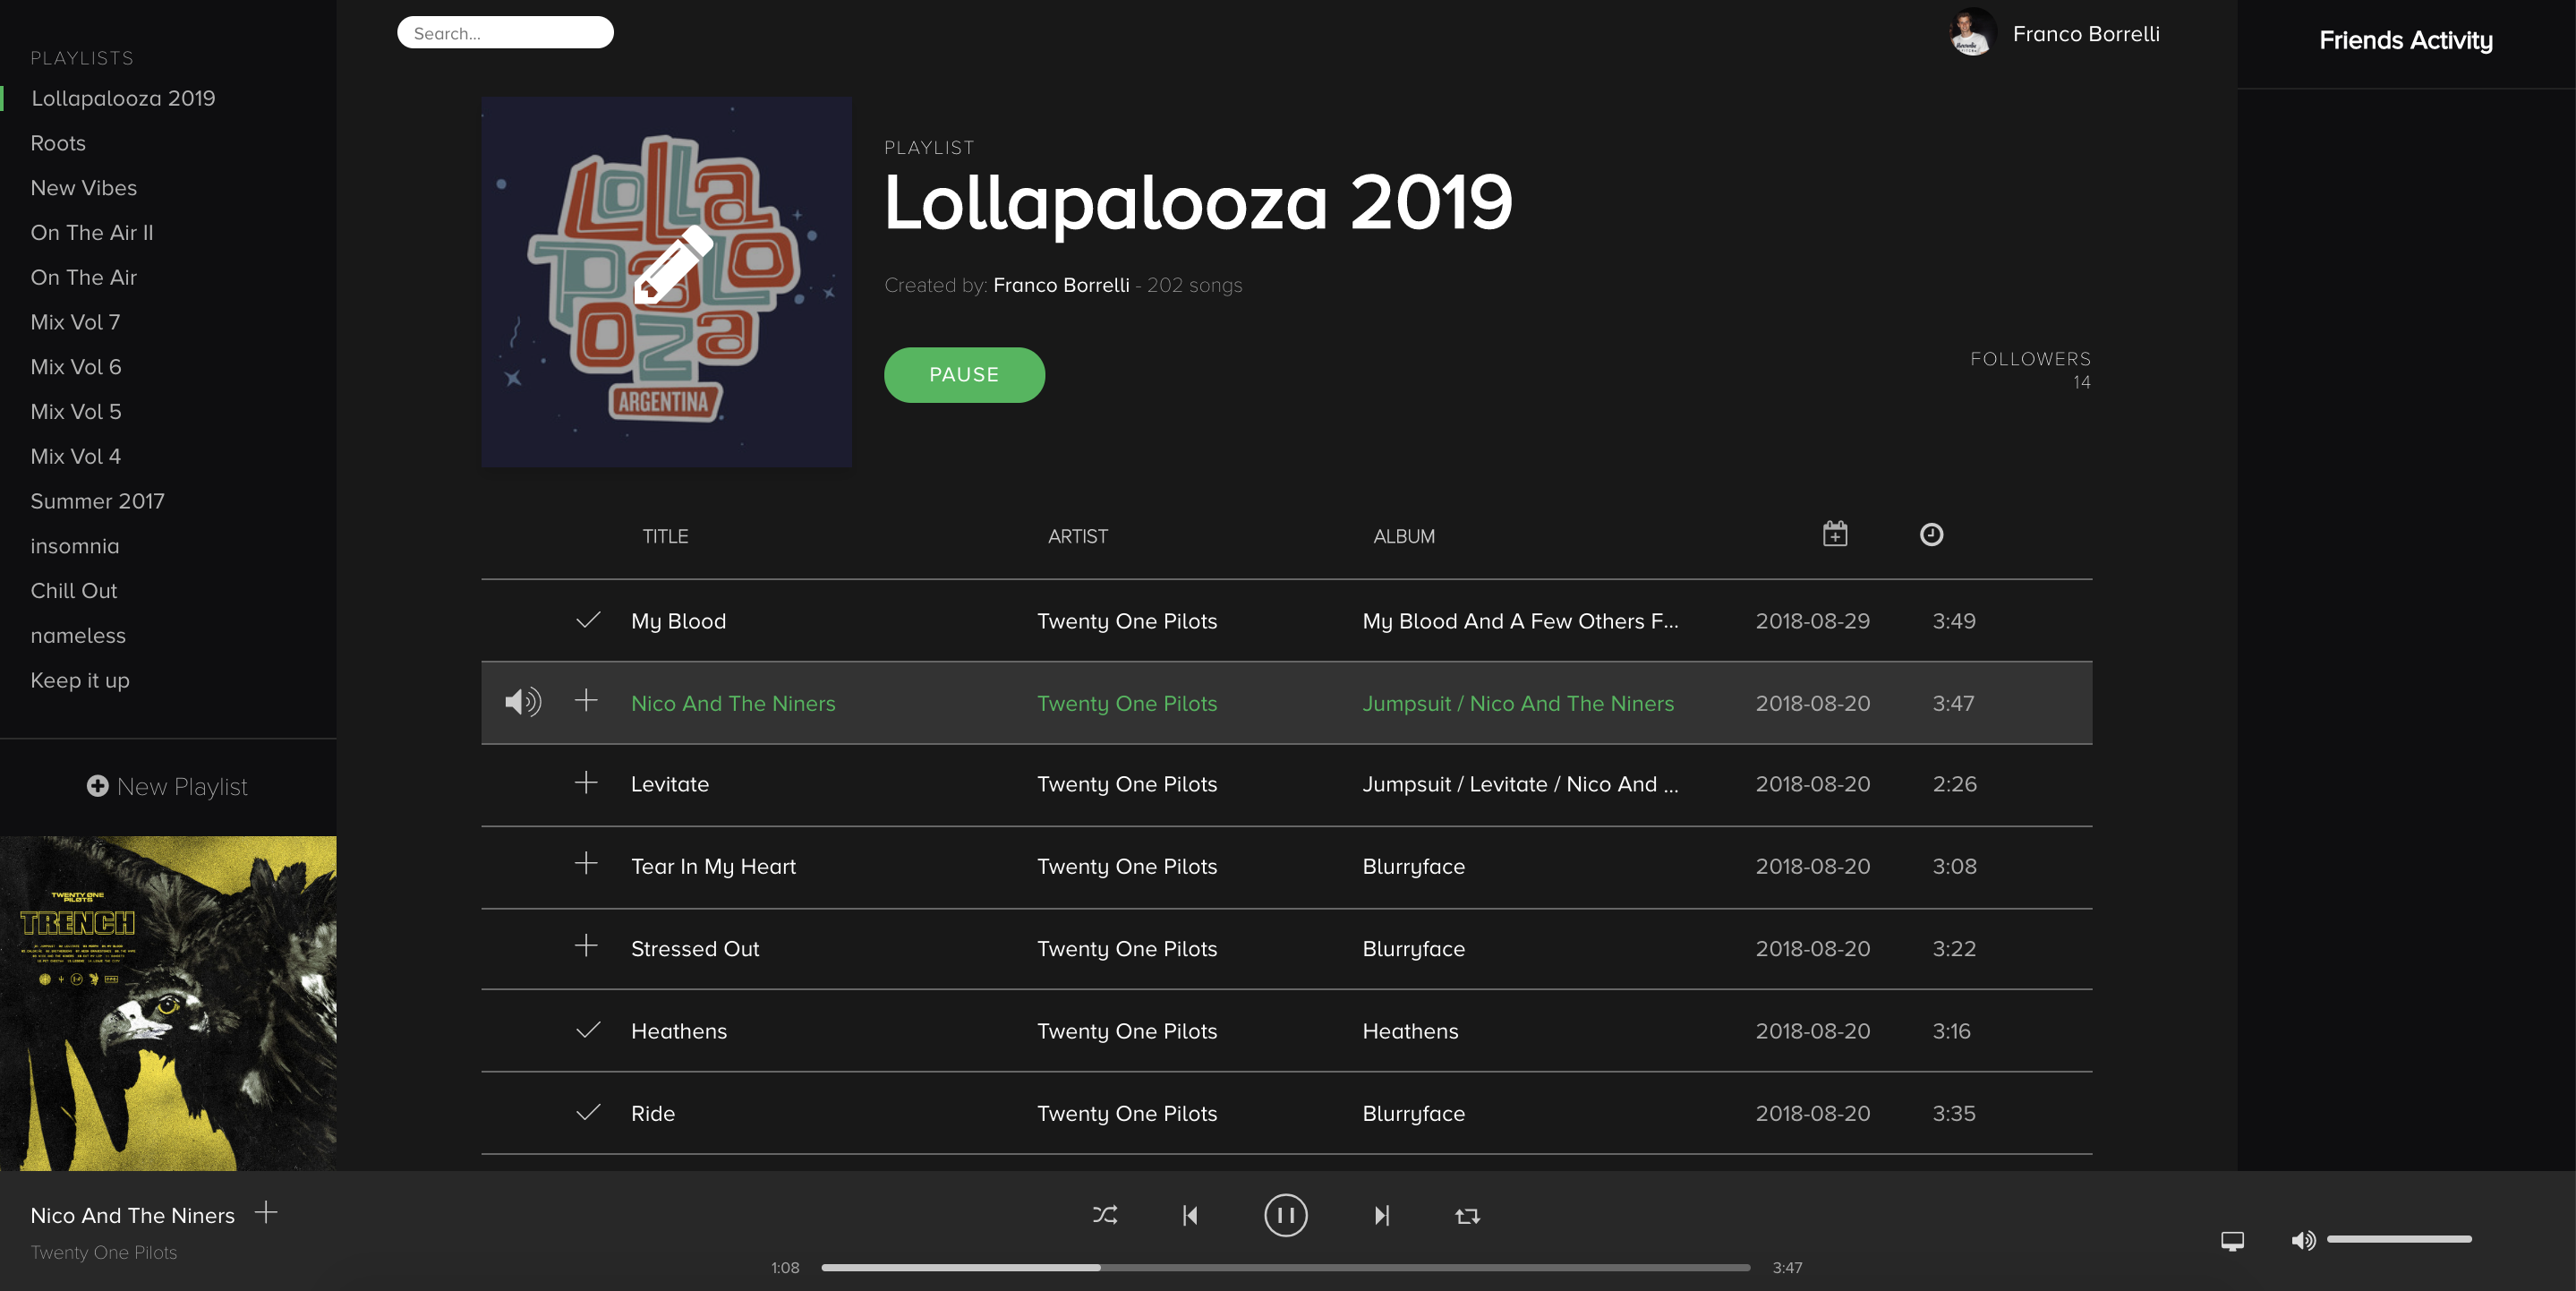 PLAYLISTS
Lollapalooza 2019
Roots
New Vibes
On The Air II
On The Air
Mix Vol 7
Mix Vol 6
Mix Vol 5
Mix Vol 4
Summer 2017
insomnia
Chill Out
nameless
Keep it up
New Playlist
TWENTY ONE
PILOTS
TRENCH
Search...
Franco Borrelli
Lolla
palo
oza
ARGENTINA
PLAYLIST
Lollapalooza 2019
Created by: Franco Borrelli - 202 songs
PAUSE
FOLLOWERS
14
TITLE ARTIST ALBUM
My Blood Twenty One Pilots My Blood And A Few Others F... 2018-08-29 3:49
Nico And The Niners Twenty One Pilots Jumpsuit / Nico And The Niners 2018-08-20 3:47
Levitate Twenty One Pilots Jumpsuit / Levitate / Nico And ... 2018-08-20 2:26
Tear In My Heart Twenty One Pilots Blurryface 2018-08-20 3:08
Stressed Out Twenty One Pilots Blurryface 2018-08-20 3:22
Heathens Twenty One Pilots Heathens 2018-08-20 3:16
Ride Twenty One Pilots Blurryface 2018-08-20 3:35
Friends Activity
Nico And The Niners
Twenty One Pilots
1:08 3:47